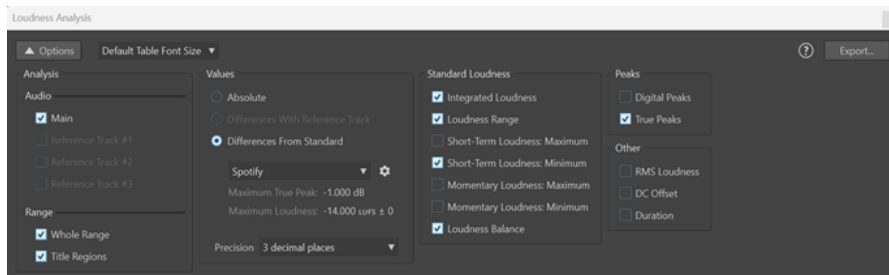 Loudness Analysis
Options
Default Table Font Size
?
Export...
Analysis
Audio
Main
Reference Track #1
Reference Track #2
Reference Track #3
Range
Whole Range
Title Regions
Values
Absolute
Differences With Reference Track
Differences From Standard
Spotify
Maximum True Peak: -1.000 dB
Maximum Loudness: -14.000 LUFS ± 0
Precision 3 decimal places
Standard Loudness
Integrated Loudness
Loudness Range
Short-Term Loudness: Maximum
Short-Term Loudness: Minimum
Momentary Loudness: Maximum
Momentary Loudness: Minimum
Loudness Balance
Peaks
Digital Peaks
True Peaks
Other
RMS Loudness
DC Offset
Duration